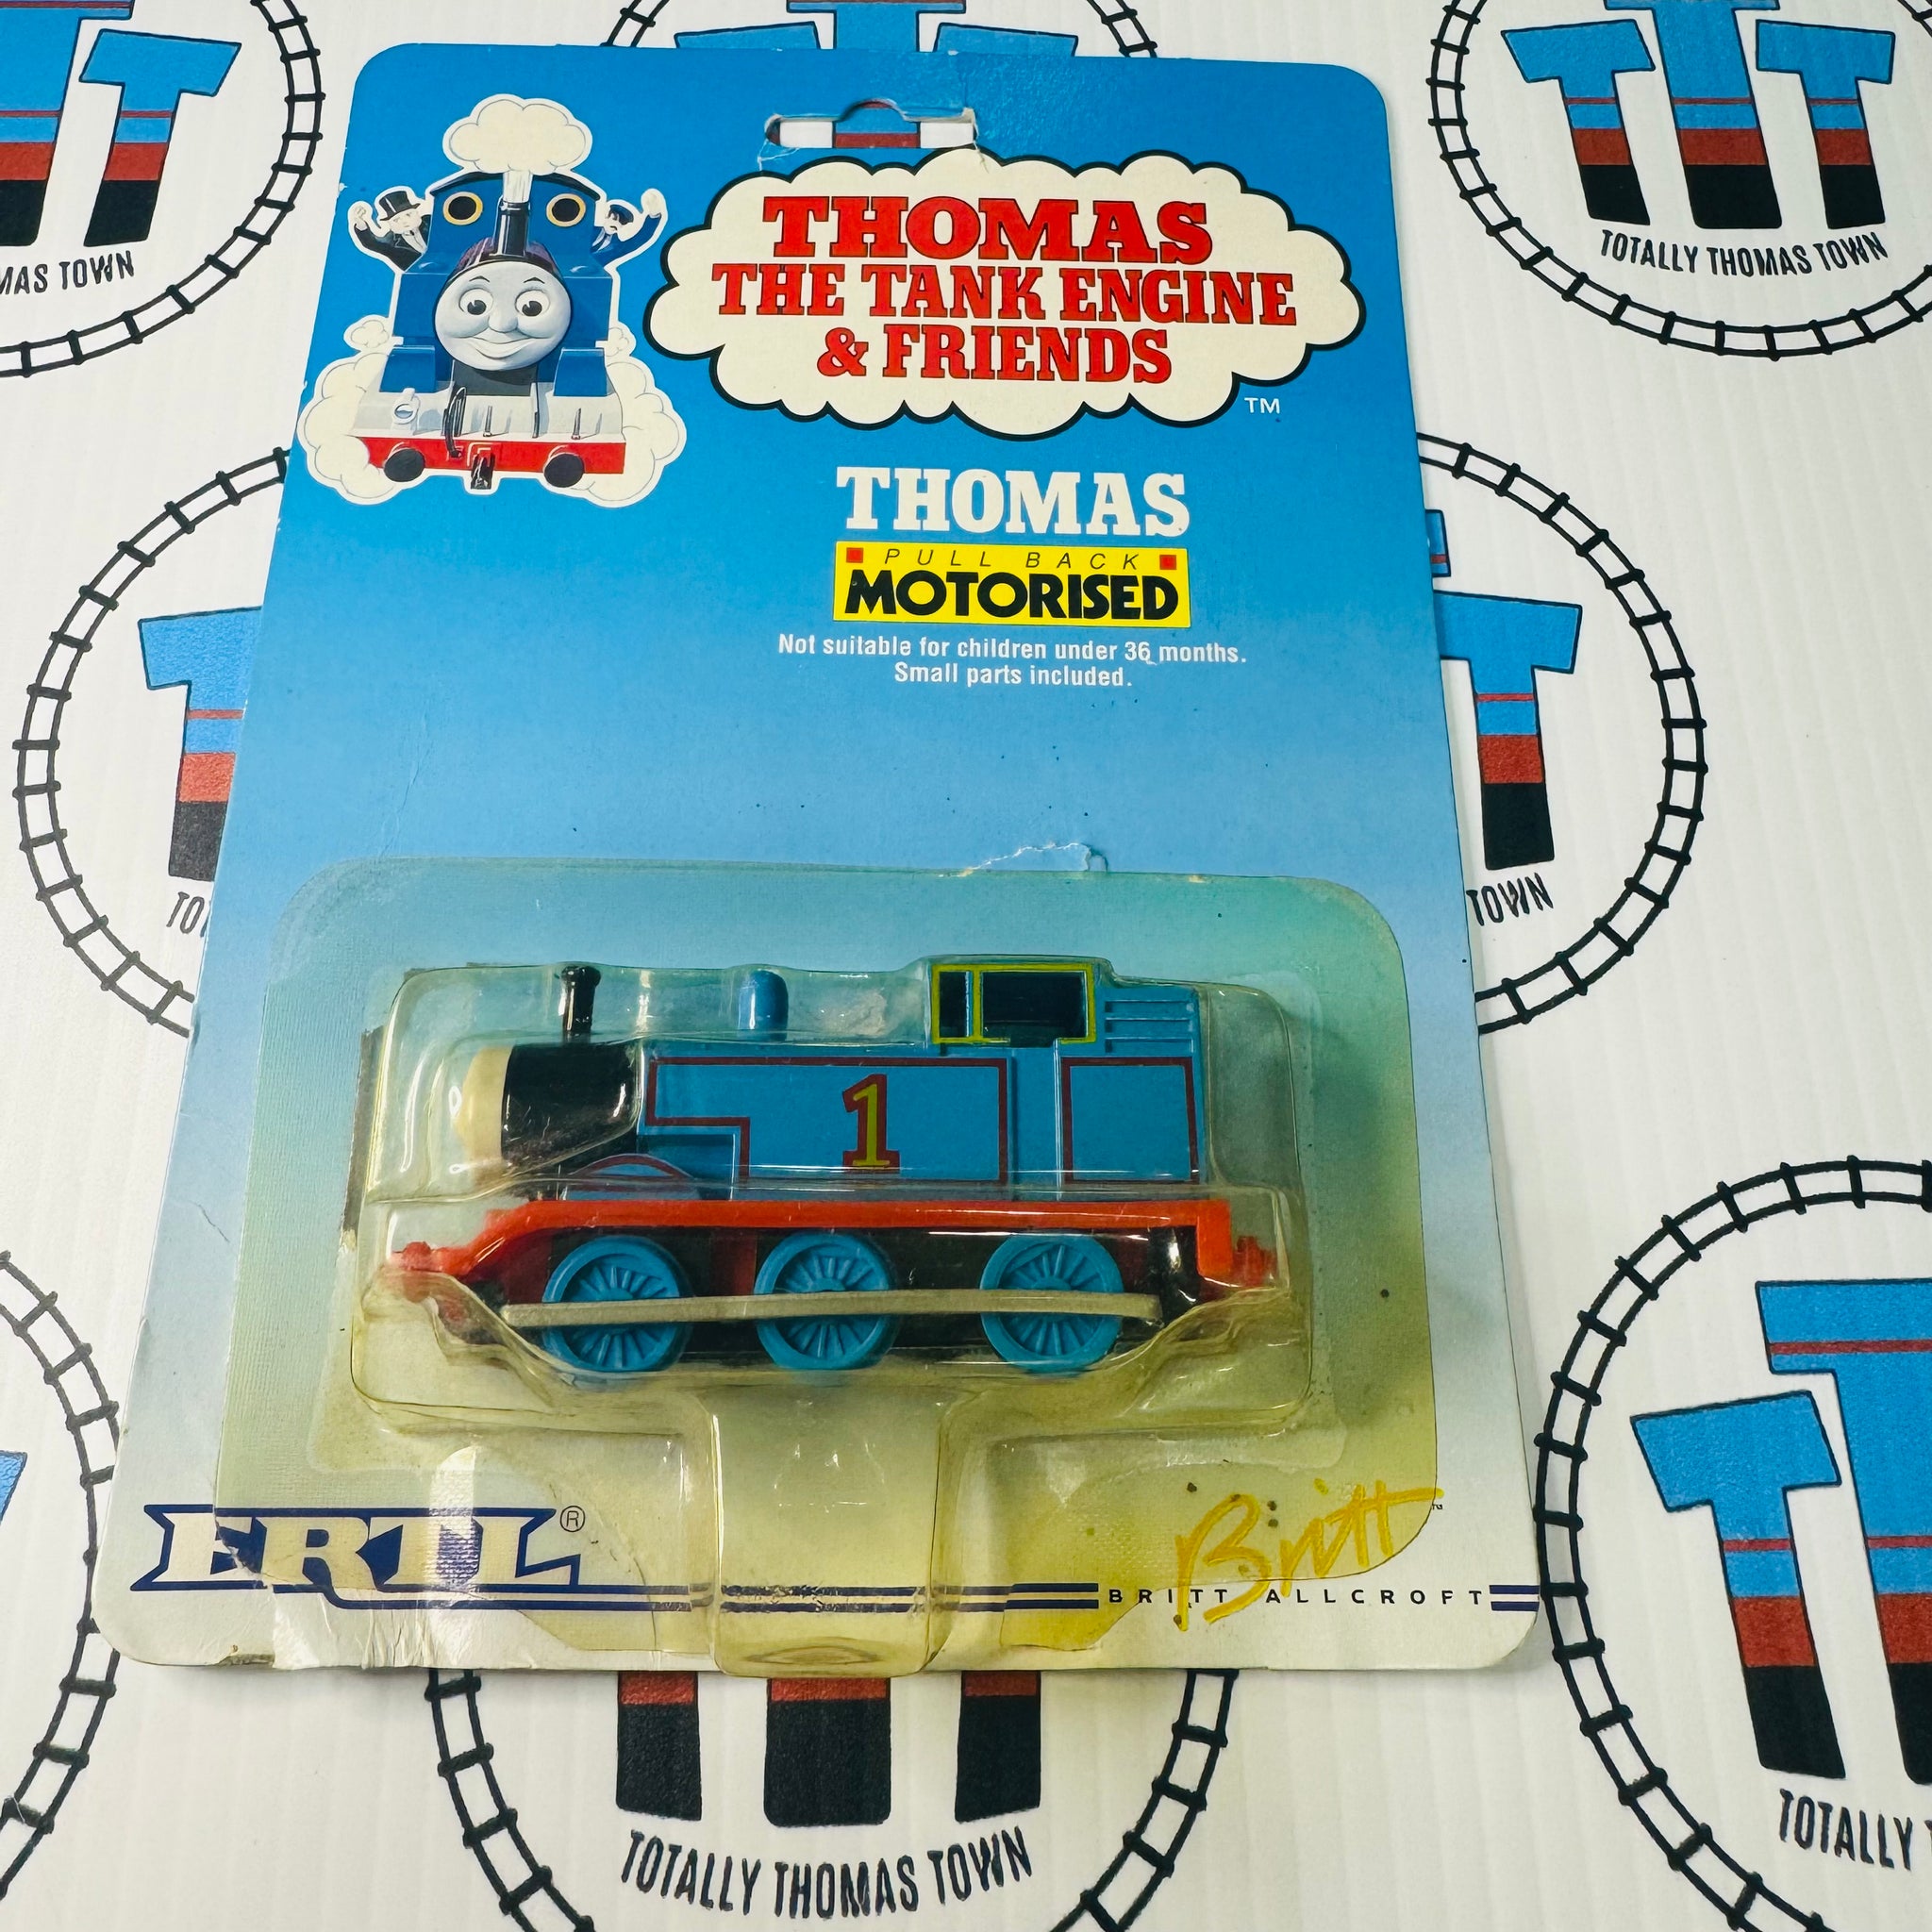 MAS TOWN
TOTALLY THOMAS TOWN
THOMAS
THE TANK ENGINE
& FRIENDS
TM
THOMAS
PULL BACK
MOTORISED
Not suitable for children under 36 months.
Small parts included.
TO
TOWN
1
ERTL®
Britt
BRITT ALLCROFT
TOTALLY THOMAS TOWN
TOTALLY T